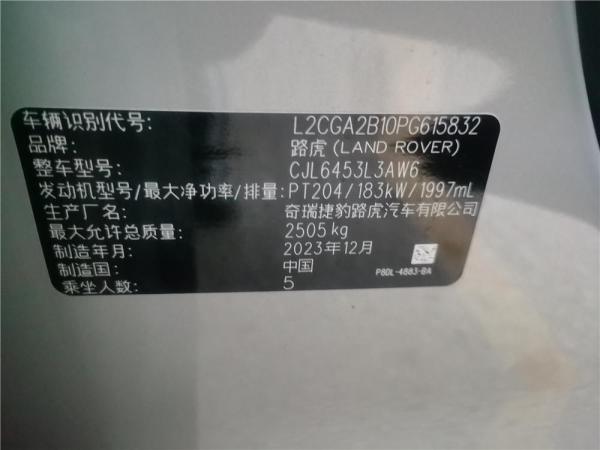 车辆识别代号: L2CGA2B10PG615832
品牌: 路虎 (LAND ROVER)
整车型号: CJL6453L3AW6
发动机型号/最大净功率/排量: PT204/183kW/1997mL
生产厂名: 奇瑞捷豹路虎汽车有限公司
最大允许总质量: 2505kg
制造年月: 2023年12月
制造国: 中国
乘坐人数: 5
P8DL-4883-BA